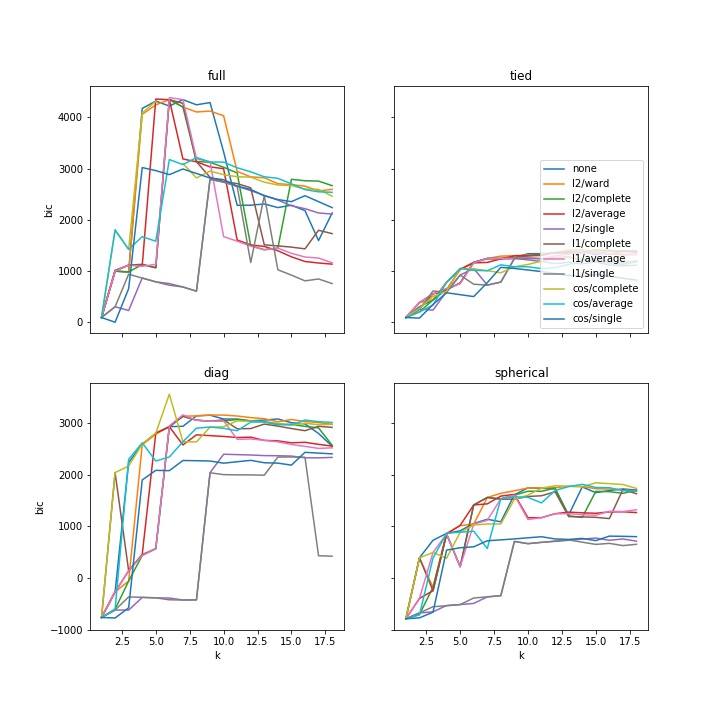 full
tied
4000
3000
2000
1000
0
bic
bic
none
l2/ward
l2/complete
l2/average
l2/single
l1/complete
l1/average
l1/single
cos/complete
cos/average
cos/single
diag
spherical
3000
2000
1000
0
−1000
bic
2.5 5.0 7.5 10.0 12.5 15.0 17.5
k
2.5 5.0 7.5 10.0 12.5 15.0 17.5
k